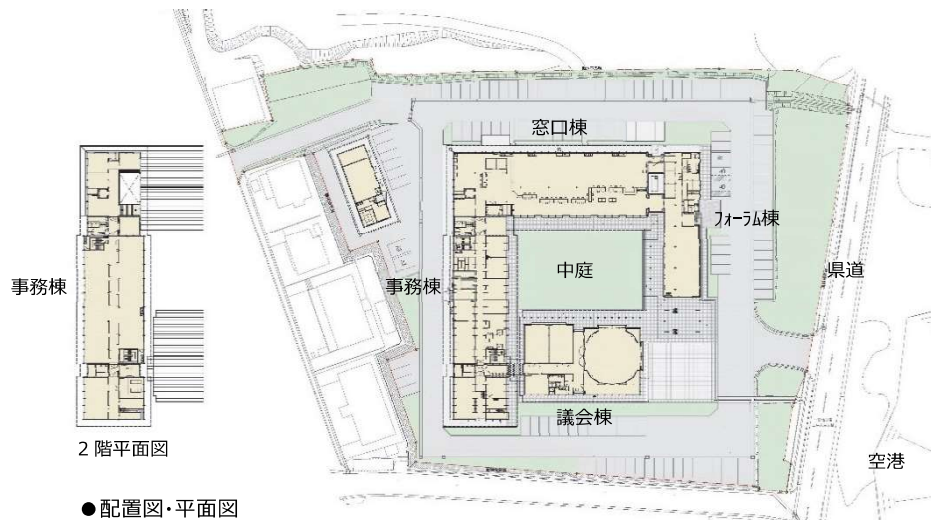 窓口棟
フォーラム棟
事務棟
事務棟
中庭
県道
議会棟
2階平面図
空港
●配置図・平面図